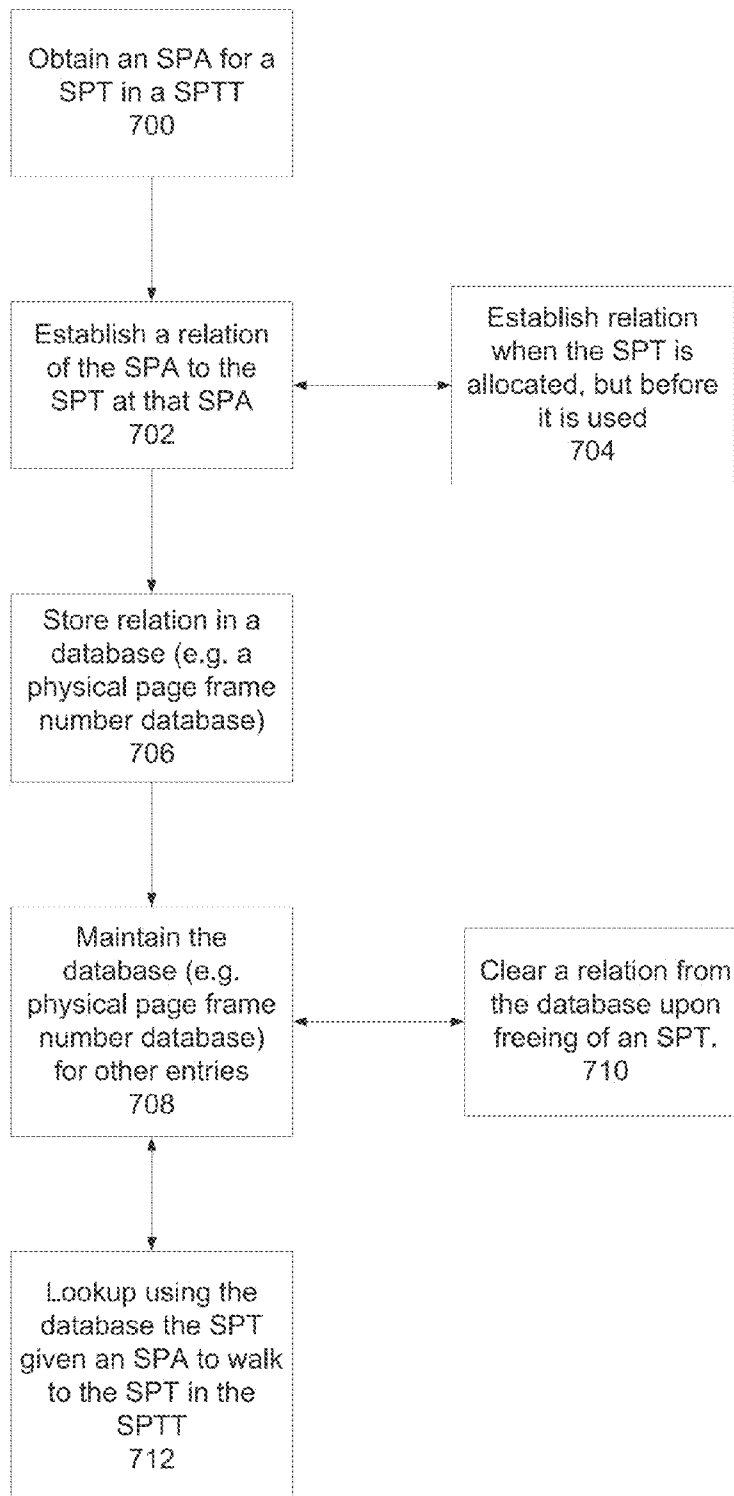 Obtain an SPA for a
SPT in a SPTT
700
Establish a relation
of the SPA to the
SPT at that SPA
702
Establish relation
when the SPT is
allocated, but before
it is used
704
Store relation in a
database (e.g. a
physical page frame
number database)
706
Maintain the
database (e.g.
physical page frame
number database)
for other entries
708
Clear a relation from
the database upon
freeing of an SPT.
710
Lookup using the
database the SPT
given an SPA to walk
to the SPT in the
SPTT
712